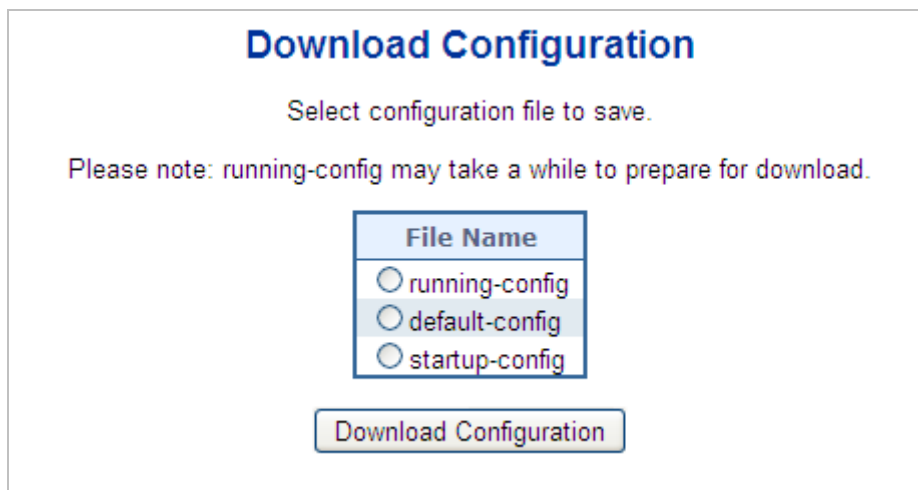 Download Configuration
Select configuration file to save.
Please note: running-config may take a while to prepare for download.
File Name
running-config
default-config
startup-config
Download Configuration